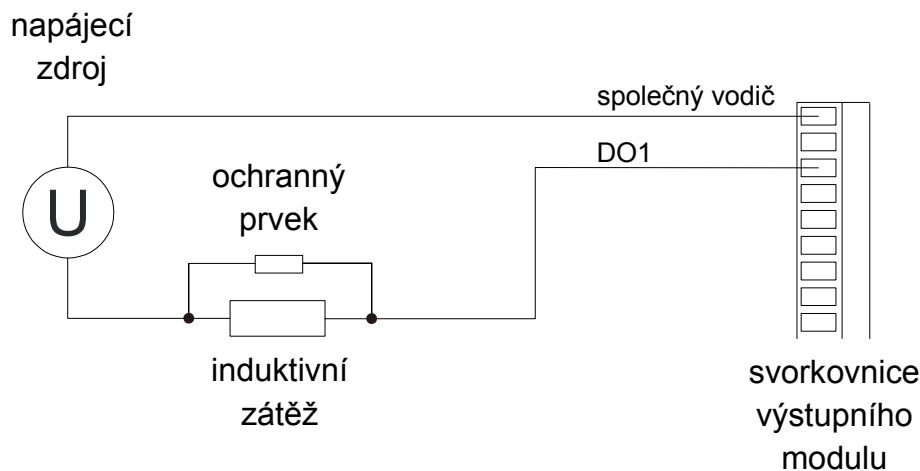 napájecí
zdroj
společný vodič
DO1
ochranný
prvek
U
induktivní
zátěž
svorkovnice
výstupního
modulu